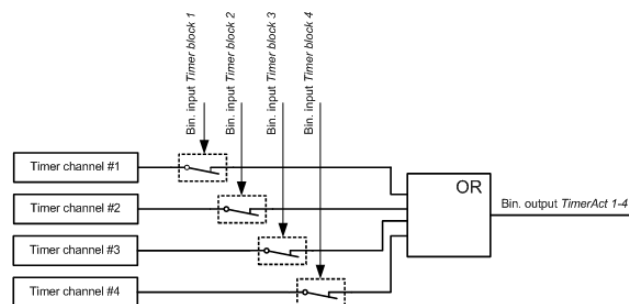 Bin. input Timer block 1
Bin. input Timer block 2
Bin. input Timer block 3
Bin. input Timer block 4
Timer channel #1
Timer channel #2
Timer channel #3
Timer channel #4
OR
Bin. output TimerAct 1-4